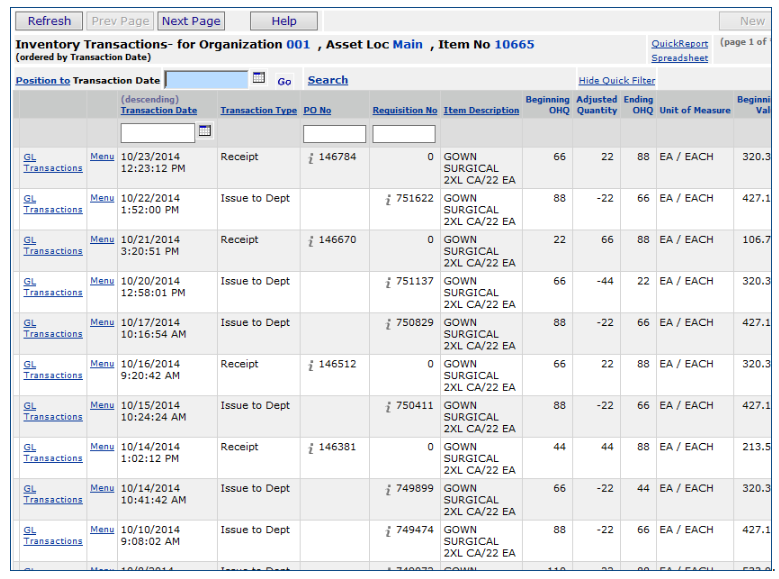 Refresh Prev Page Next Page Help New
Inventory Transactions- for Organization 001 , Asset Loc Main , Item No 10665
(ordered by Transaction Date)
QuickReport
Spreadsheet
(page 1 of
Position to Transaction Date Go Search Hide Quick Filter
(descending)
Transaction Date Transaction Type PO No Requisition No Item Description Beginning OHQ Adjusted Quantity Ending OHQ Unit of Measure
GL Transactions Menu 10/23/2014 12:23:12 PM Receipt i 146784 0 GOWN SURGICAL 2XL CA/22 EA 66 22 88 EA / EACH 320.3
GL Transactions Menu 10/22/2014 1:52:00 PM Issue to Dept i 751622 GOWN SURGICAL 2XL CA/22 EA 88 -22 66 EA / EACH 427.1
GL Transactions Menu 10/21/2014 3:20:51 PM Receipt i 146670 0 GOWN SURGICAL 2XL CA/22 EA 22 66 88 EA / EACH 106.7
GL Transactions Menu 10/20/2014 12:58:01 PM Issue to Dept i 751137 GOWN SURGICAL 2XL CA/22 EA 66 -44 22 EA / EACH 320.3
GL Transactions Menu 10/17/2014 10:16:54 AM Issue to Dept i 750829 GOWN SURGICAL 2XL CA/22 EA 88 -22 66 EA / EACH 427.1
GL Transactions Menu 10/16/2014 9:20:42 AM Receipt i 146512 0 GOWN SURGICAL 2XL CA/22 EA 66 22 88 EA / EACH 320.3
GL Transactions Menu 10/15/2014 10:24:24 AM Issue to Dept i 750411 GOWN SURGICAL 2XL CA/22 EA 88 -22 66 EA / EACH 427.1
GL Transactions Menu 10/14/2014 1:02:12 PM Receipt i 146381 0 GOWN SURGICAL 2XL CA/22 EA 44 44 88 EA / EACH 213.5
GL Transactions Menu 10/14/2014 10:41:42 AM Issue to Dept i 749899 GOWN SURGICAL 2XL CA/22 EA 66 -22 44 EA / EACH 320.3
GL Transactions Menu 10/10/2014 9:08:02 AM Issue to Dept i 749474 GOWN SURGICAL 2XL CA/22 EA 88 -22 66 EA / EACH 427.1